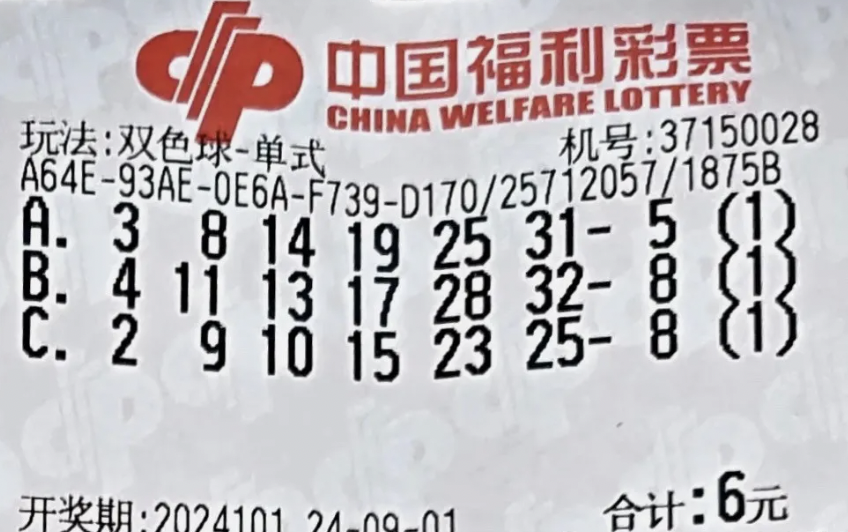 中国福利彩票
CHINA WELFARE LOTTERY
玩法:双色球-单式 机号:37150028
A64E-93AE-0E6A-F739-D170/25712057/1875B
A. 3 8 14 19 25 31- 5 (1)
B. 4 11 13 17 28 32- 8 (1)
C. 2 9 10 15 23 25- 8 (1)
开奖期:2024101 24-09-01 合计:6元